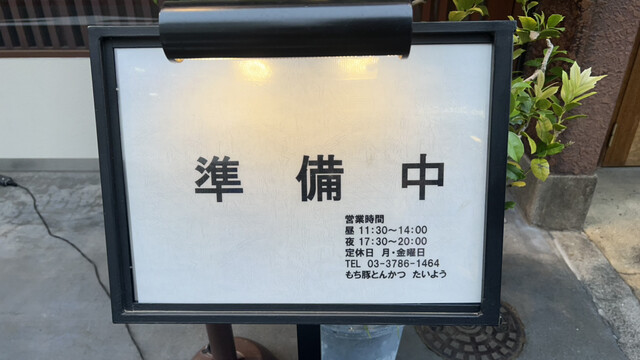 準備中
営業時間
昼 11:30～14:00
夜 17:30～20:00
定休日 月・金曜日
TEL 03-3786-1464
もち豚とんかつ たいよう